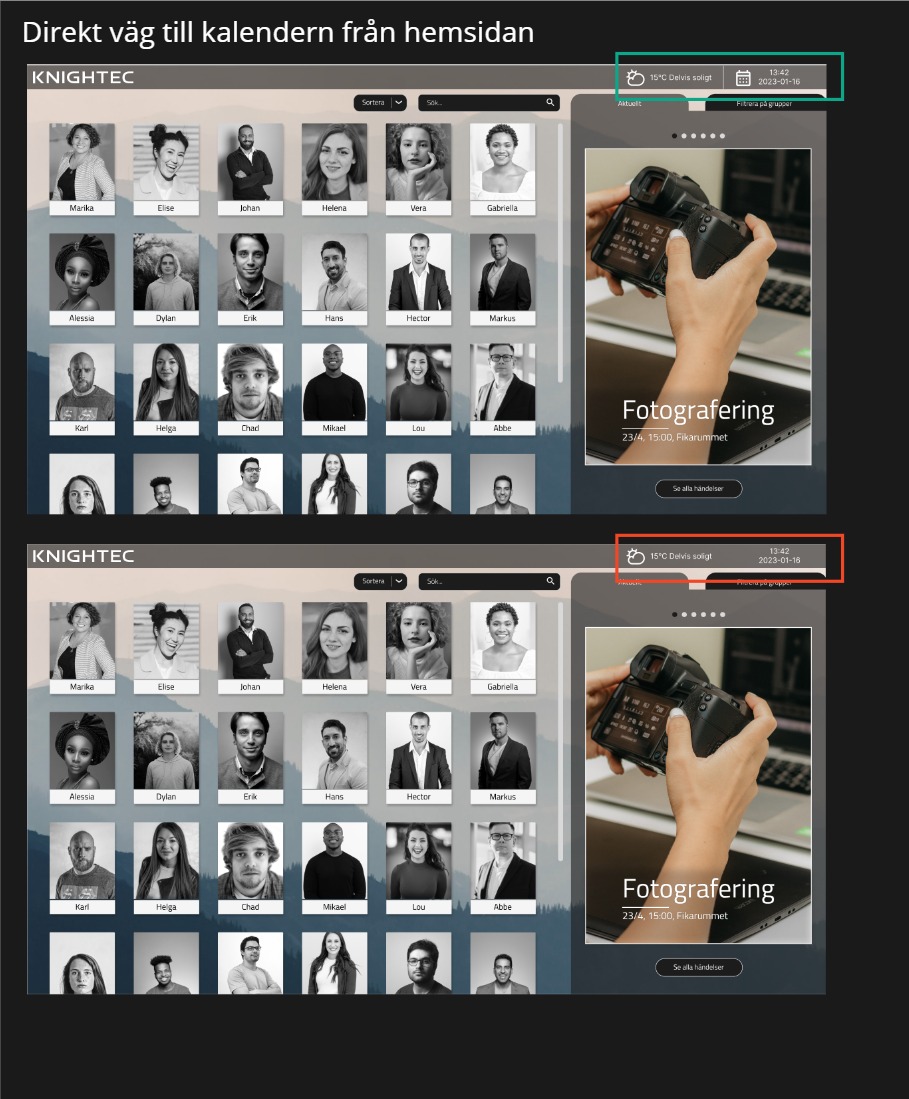 Direkt väg till kalendern från hemsidan
KNIGHTEC
15°C Delvis soligt
13:42
2023-01-16
Sortera
Sök...
Aktuellt
Filtrera på grupper
Marika
Elise
Johan
Helena
Vera
Gabriella
Alessia
Dylan
Erik
Hans
Hector
Markus
Karl
Helga
Chad
Mikael
Lou
Abbe
Fotografering
23/4, 15:00, Fikarummet
Se alla händelser
KNIGHTEC
15°C Delvis soligt
13:42
2023-01-16
Sortera
Sök...
Aktuellt
Filtrera på grupper
Marika
Elise
Johan
Helena
Vera
Gabriella
Alessia
Dylan
Erik
Hans
Hector
Markus
Karl
Helga
Chad
Mikael
Lou
Abbe
Fotografering
23/4, 15:00, Fikarummet
Se alla händelser